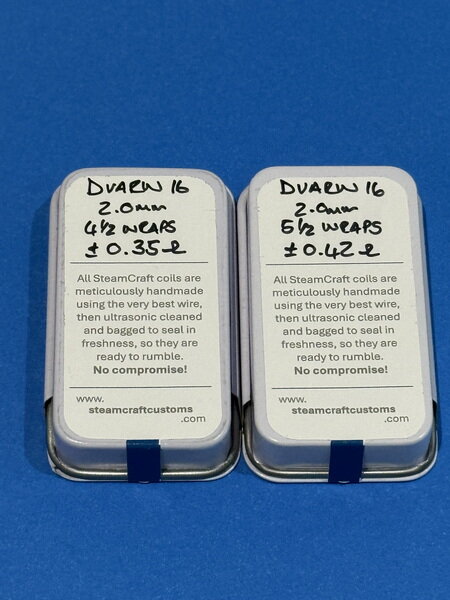 DVARW 16
2.0mm
4½ WRAPS
± 0.35 Ω
All SteamCraft coils are
meticulously handmade
using the very best wire,
then ultrasonic cleaned
and bagged to seal in
freshness, so they are
ready to rumble.
No compromise!
www.
steamcraftcustoms
.com
DVARW 16
2.0mm
5½ WRAPS
± 0.42 Ω
All SteamCraft coils are
meticulously handmade
using the very best wire,
then ultrasonic cleaned
and bagged to seal in
freshness, so they are
ready to rumble.
No compromise!
www.
steamcraftcustoms
.com